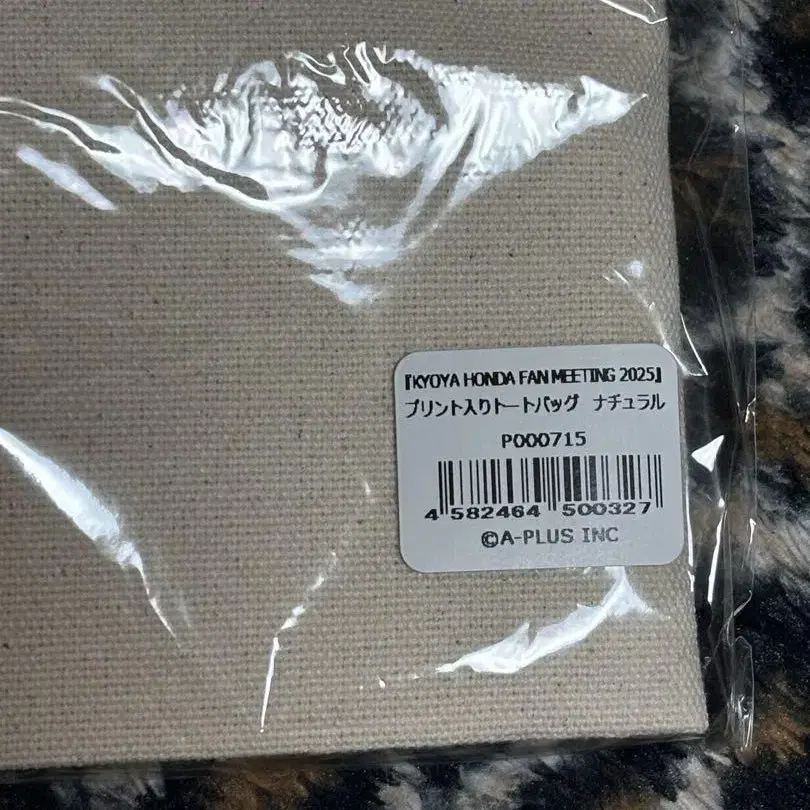 『KYOYA HONDA FAN MEETING 2025』
プリント入りトートバッグ ナチュラル
P000715
4 582464 500327
©A-PLUS INC